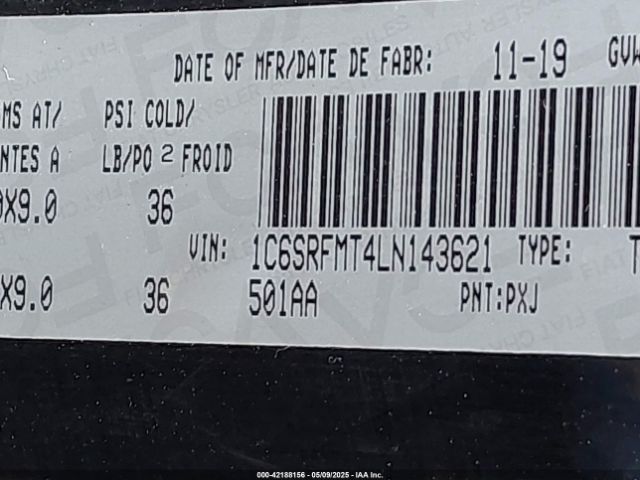 DATE OF MFR/DATE DE FABR: 11-19
MS AT/ PSI COLD/
NTES A LB/PO 2 FROID
X9.0 36
VIN: 1C6SRFMT4LN143621 TYPE: T
X9.0 36 501AA PNT:PXJ
000-42188156 - 05/09/2025 - IAA Inc.